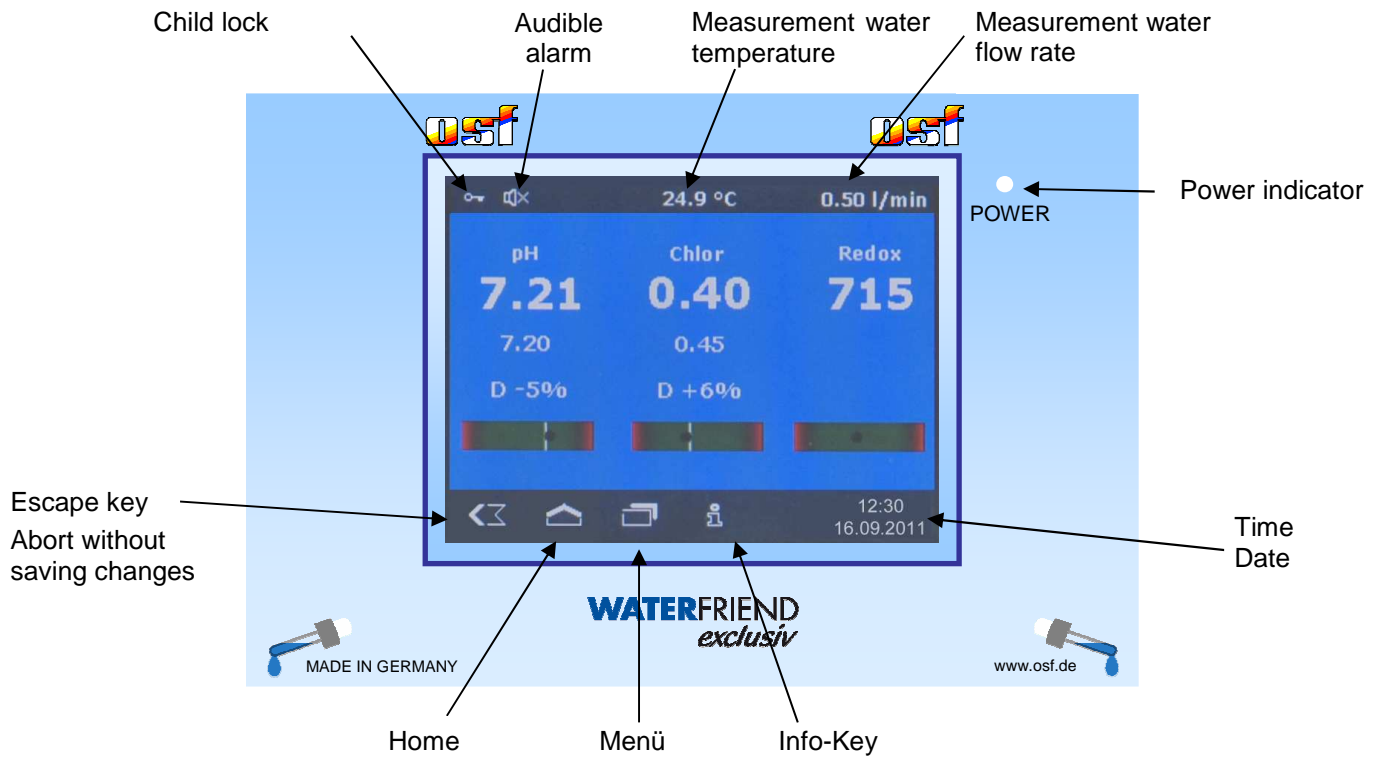 Child lock
Audible
alarm
Measurement water
temperature
Measurement water
flow rate
osf
osf
24.9 °C
0.50 l/min
POWER
Power indicator
pH
Chlor
Redox
7.21
0.40
715
7.20
0.45
D -5%
D +6%
Escape key
Abort without
saving changes
12:30
16.09.2011
Time
Date
WATERFRIEND
exclusiv
MADE IN GERMANY
www.osf.de
Home
Menü
Info-Key